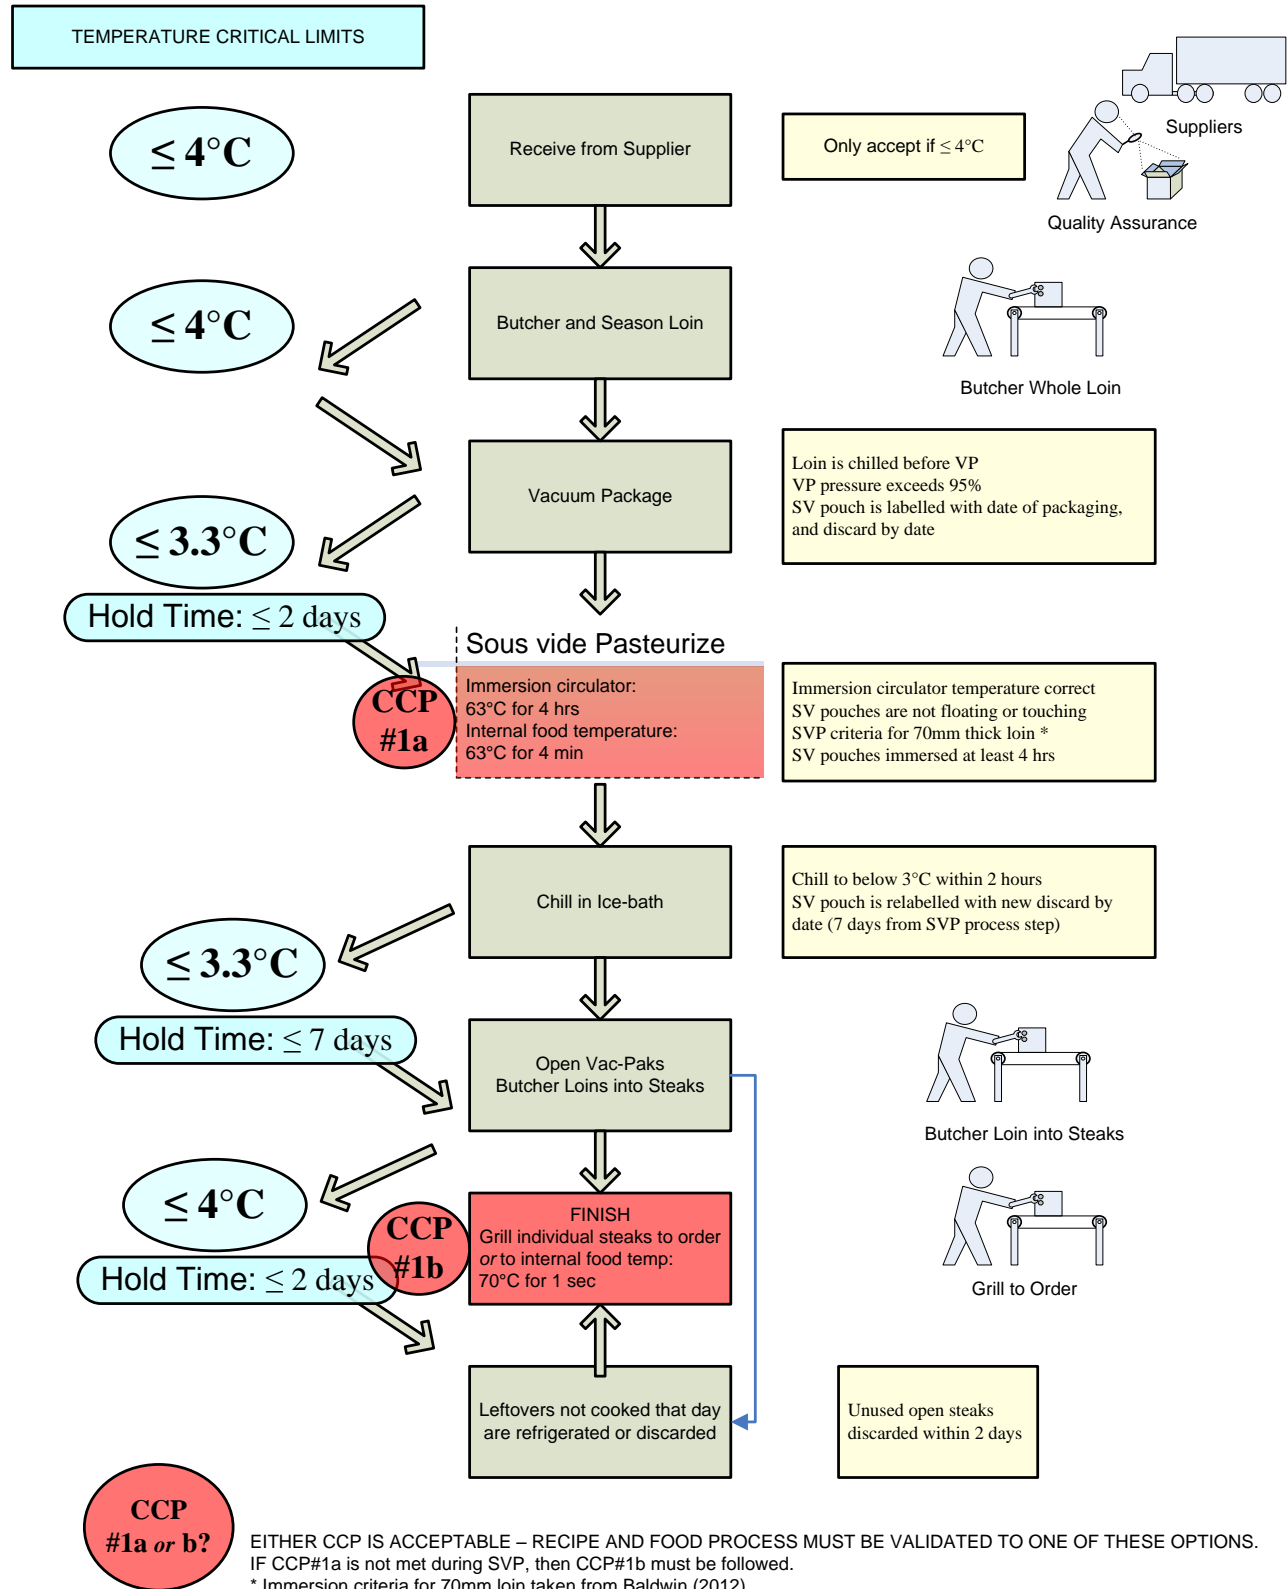 TEMPERATURE CRITICAL LIMITS
Suppliers
≤ 4°C
Receive from Supplier
Only accept if ≤ 4°C
Quality Assurance
≤ 4°C
Butcher and Season Loin
Butcher Whole Loin
Vacuum Package
Loin is chilled before VP
VP pressure exceeds 95%
SV pouch is labelled with date of packaging,
and discard by date
≤ 3.3°C
Hold Time: ≤ 2 days
Sous vide Pasteurize
CCP
#1a
Immersion circulator:
63°C for 4 hrs
Internal food temperature:
63°C for 4 min
Immersion circulator temperature correct
SV pouches are not floating or touching
SVP criteria for 70mm thick loin *
SV pouches immersed at least 4 hrs
Chill in Ice-bath
Chill to below 3°C within 2 hours
SV pouch is relabelled with new discard by
date (7 days from SVP process step)
≤ 3.3°C
Hold Time: ≤ 7 days
Open Vac-Paks
Butcher Loins into Steaks
Butcher Loin into Steaks
≤ 4°C
Hold Time: ≤ 2 days
CCP
#1b
FINISH
Grill individual steaks to order
or to internal food temp:
70°C for 1 sec
Grill to Order
Leftovers not cooked that day
are refrigerated or discarded
Unused open steaks
discarded within 2 days
CCP
#1a or b?
EITHER CCP IS ACCEPTABLE – RECIPE AND FOOD PROCESS MUST BE VALIDATED TO ONE OF THESE OPTIONS.
IF CCP#1a is not met during SVP, then CCP#1b must be followed.
* Immersion criteria for 70mm loin taken from Baldwin (2012)